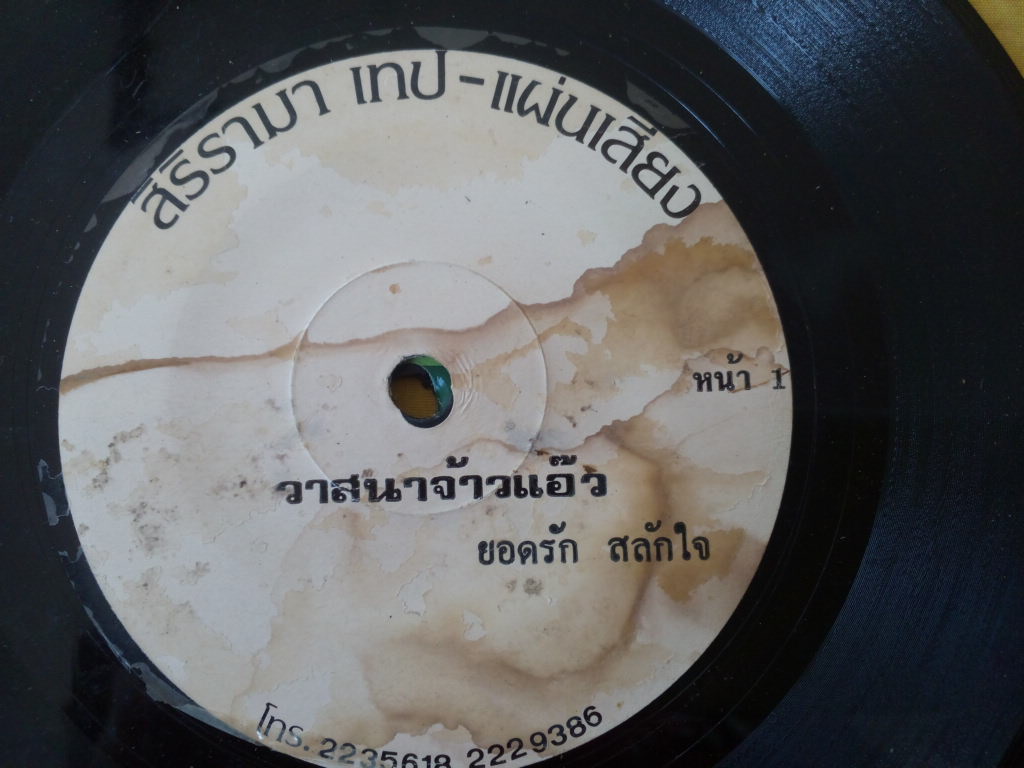 สิริรามา เทป - แผ่นเสียง
หน้า 1
วาสนาจ้าวแอ๊ว
ยอดรัก สลักใจ
โทร. 2235618 2229386